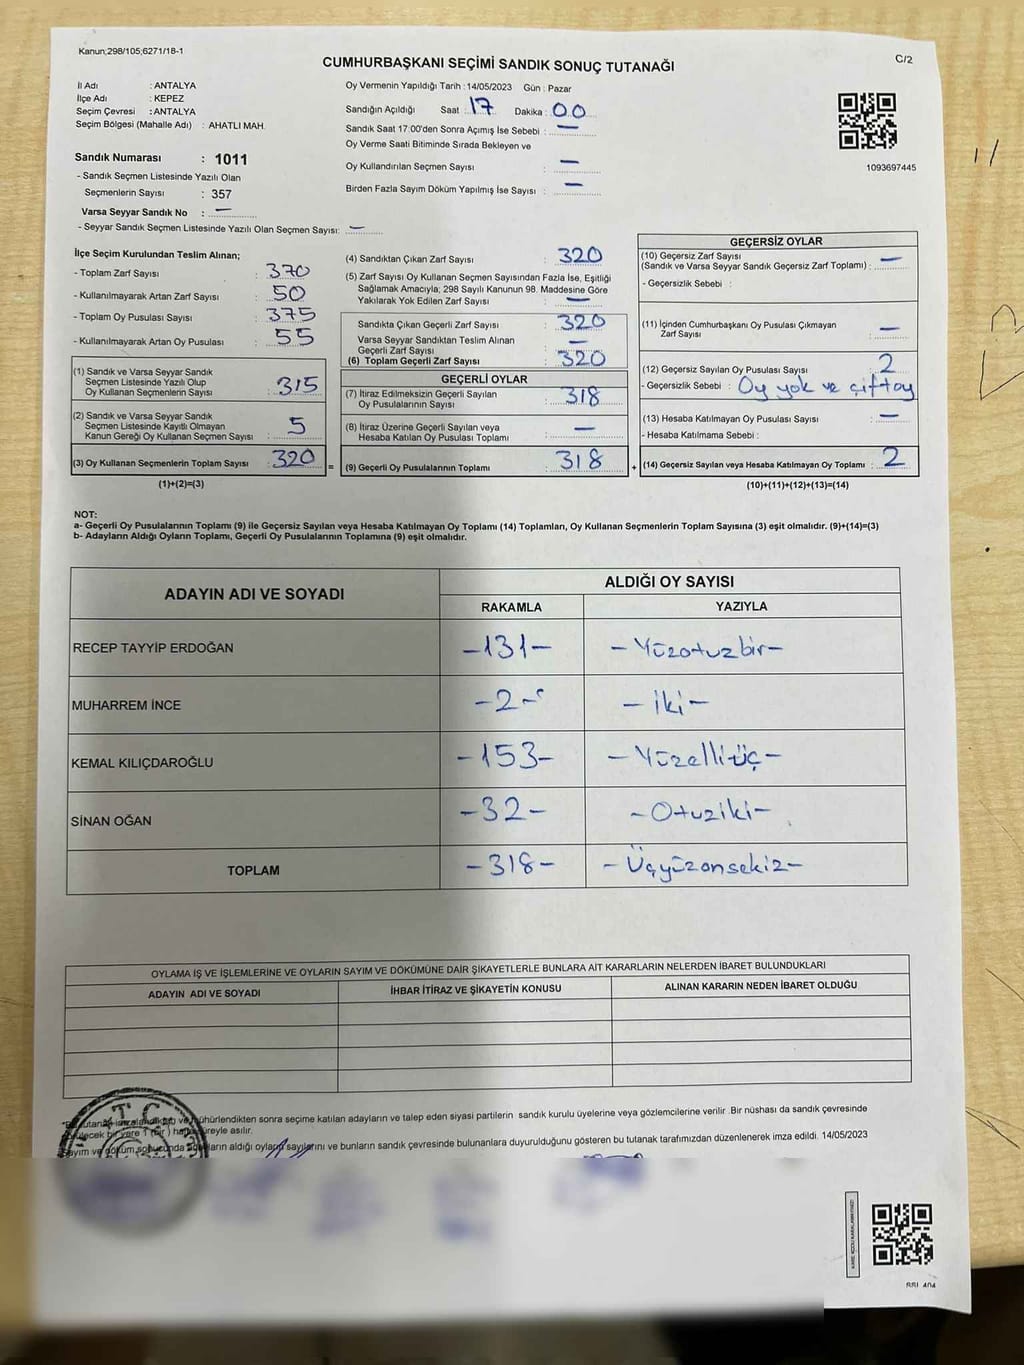 Kanun;298/105;6271/18-1
C/2
CUMHURBAŞKANI SEÇİMİ SANDIK SONUÇ TUTANAĞI
İl Adı : ANTALYA
İlçe Adı : KEPEZ
Seçim Çevresi : ANTALYA
Seçim Bölgesi (Mahalle Adı) : AHATLI MAH.
Sandık Numarası : 1011
- Sandık Seçmen Listesinde Yazılı Olan
Seçmenlerin Sayısı : 357
Varsa Seyyar Sandık No : —
- Seyyar Sandık Seçmen Listesinde Yazılı Olan Seçmen Sayısı: —
Oy Vermenin Yapıldığı Tarih : 14/05/2023 Gün : Pazar
Sandığın Açıldığı Saat : 17 Dakika : 00
Sandık Saat 17:00'den Sonra Açımış İse Sebebi : —
Oy Verme Saati Bitiminde Sırada Bekleyen ve
Oy Kullandırılan Seçmen Sayısı : —
Birden Fazla Sayım Döküm Yapılmış İse Sayısı : —
1093697445
İlçe Seçim Kurulundan Teslim Alınan;
- Toplam Zarf Sayısı : 370
- Kullanılmayarak Artan Zarf Sayısı : 50
- Toplam Oy Pusulası Sayısı : 375
- Kullanılmayarak Artan Oy Pusulası : 55
(1) Sandık ve Varsa Seyyar Sandık
Seçmen Listesinde Yazılı Olup
Oy Kullanan Seçmenlerin Sayısı : 315
(2) Sandık ve Varsa Seyyar Sandık
Seçmen Listesinde Kayıtlı Olmayan
Kanun Gereği Oy Kullanan Seçmen Sayısı : 5
(3) Oy Kullanan Seçmenlerin Toplam Sayısı : 320 =
(1)+(2)=(3)
(4) Sandıktan Çıkan Zarf Sayısı : 320
(5) Zarf Sayısı Oy Kullanan Seçmen Sayısından Fazla İse, Eşitliği
Sağlamak Amacıyla; 298 Sayılı Kanunun 98. Maddesine Göre
Yakılarak Yok Edilen Zarf Sayısı : —
Sandıkta Çıkan Geçerli Zarf Sayısı : 320
Varsa Seyyar Sandıktan Teslim Alınan
Geçerli Zarf Sayısı : —
(6) Toplam Geçerli Zarf Sayısı : 320
GEÇERLİ OYLAR
(7) İtiraz Edilmeksizin Geçerli Sayılan
Oy Pusulalarının Sayısı : 318
(8) İtiraz Üzerine Geçerli Sayılan veya
Hesaba Katılan Oy Pusulası Toplamı : —
(9) Geçerli Oy Pusulalarının Toplamı : 318 +
GEÇERSİZ OYLAR
(10) Geçersiz Zarf Sayısı
(Sandık ve Varsa Seyyar Sandık Geçersiz Zarf Toplamı) : —
- Geçersizlik Sebebi :
(11) İçinden Cumhurbaşkanı Oy Pusulası Çıkmayan
Zarf Sayısı : —
(12) Geçersiz Sayılan Oy Pusulası Sayısı : 2
- Geçersizlik Sebebi : Oy yok ve çift oy
(13) Hesaba Katılmayan Oy Pusulası Sayısı : —
- Hesaba Katılmama Sebebi :
(14) Geçersiz Sayılan veya Hesaba Katılmayan Oy Toplamı : 2
(10)+(11)+(12)+(13)=(14)
NOT:
a- Geçerli Oy Pusulalarının Toplamı (9) ile Geçersiz Sayılan veya Hesaba Katılmayan Oy Toplamı (14) Toplamları, Oy Kullanan Seçmenlerin Toplam Sayısına (3) eşit olmalıdır. (9)+(14)=(3)
b- Adayların Aldığı Oyların Toplamı, Geçerli Oy Pusulalarının Toplamına (9) eşit olmalıdır.
ADAYIN ADI VE SOYADI ALDIĞI OY SAYISI
RAKAMLA YAZIYLA
RECEP TAYYİP ERDOĞAN -131- -Yüzotuzbir-
MUHARREM İNCE -2- -iki-
KEMAL KILIÇDAROĞLU -153- -Yüzelliüç-
SİNAN OĞAN -32- -Otuziki-
TOPLAM -318- -Üçyüzonsekiz-
OYLAMA İŞ VE İŞLEMLERİNE VE OYLARIN SAYIM VE DÖKÜMÜNE DAİR ŞİKAYETLERLE BUNLARA AİT KARARLARIN NELERDEN İBARET BULUNDUKLARI
ADAYIN ADI VE SOYADI İHBAR İTİRAZ VE ŞİKAYETİN KONUSU ALINAN KARARIN NEDEN İBARET OLDUĞU
T.C.
mühürlendikten sonra seçime katılan adayların ve talep eden siyasi partilerin sandık kurulu üyelerine veya gözlemcilerine verilir .Bir nüshası da sandık çevresinde
yere 1 (bir) hafta süreyle asılır.
Sayım ve döküm sonucunda adayların aldığı oyların sayılarını ve bunların sandık çevresinde bulunanlara duyurulduğunu gösteren bu tutanak tarafımızdan düzenlenerek imza edildi. 14/05/2023